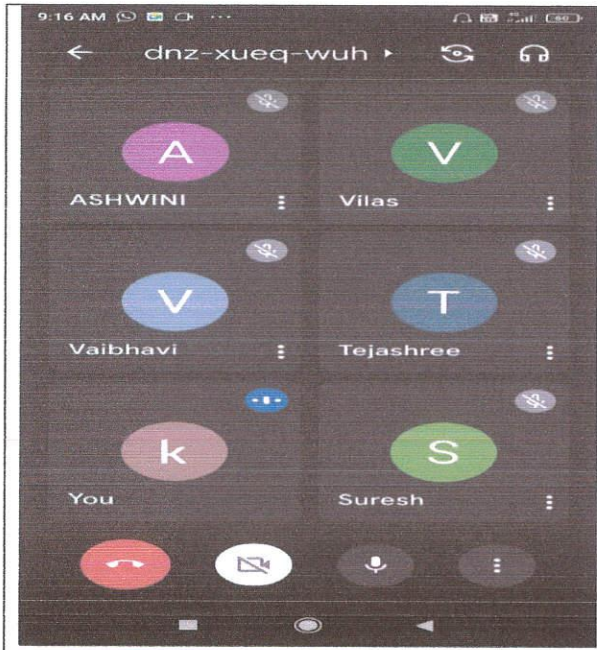 9:16 AM
dnz-xueq-wuh
A
V
ASHWINI
Vilas
V
T
Vaibhavi
Tejashree
k
S
You
Suresh